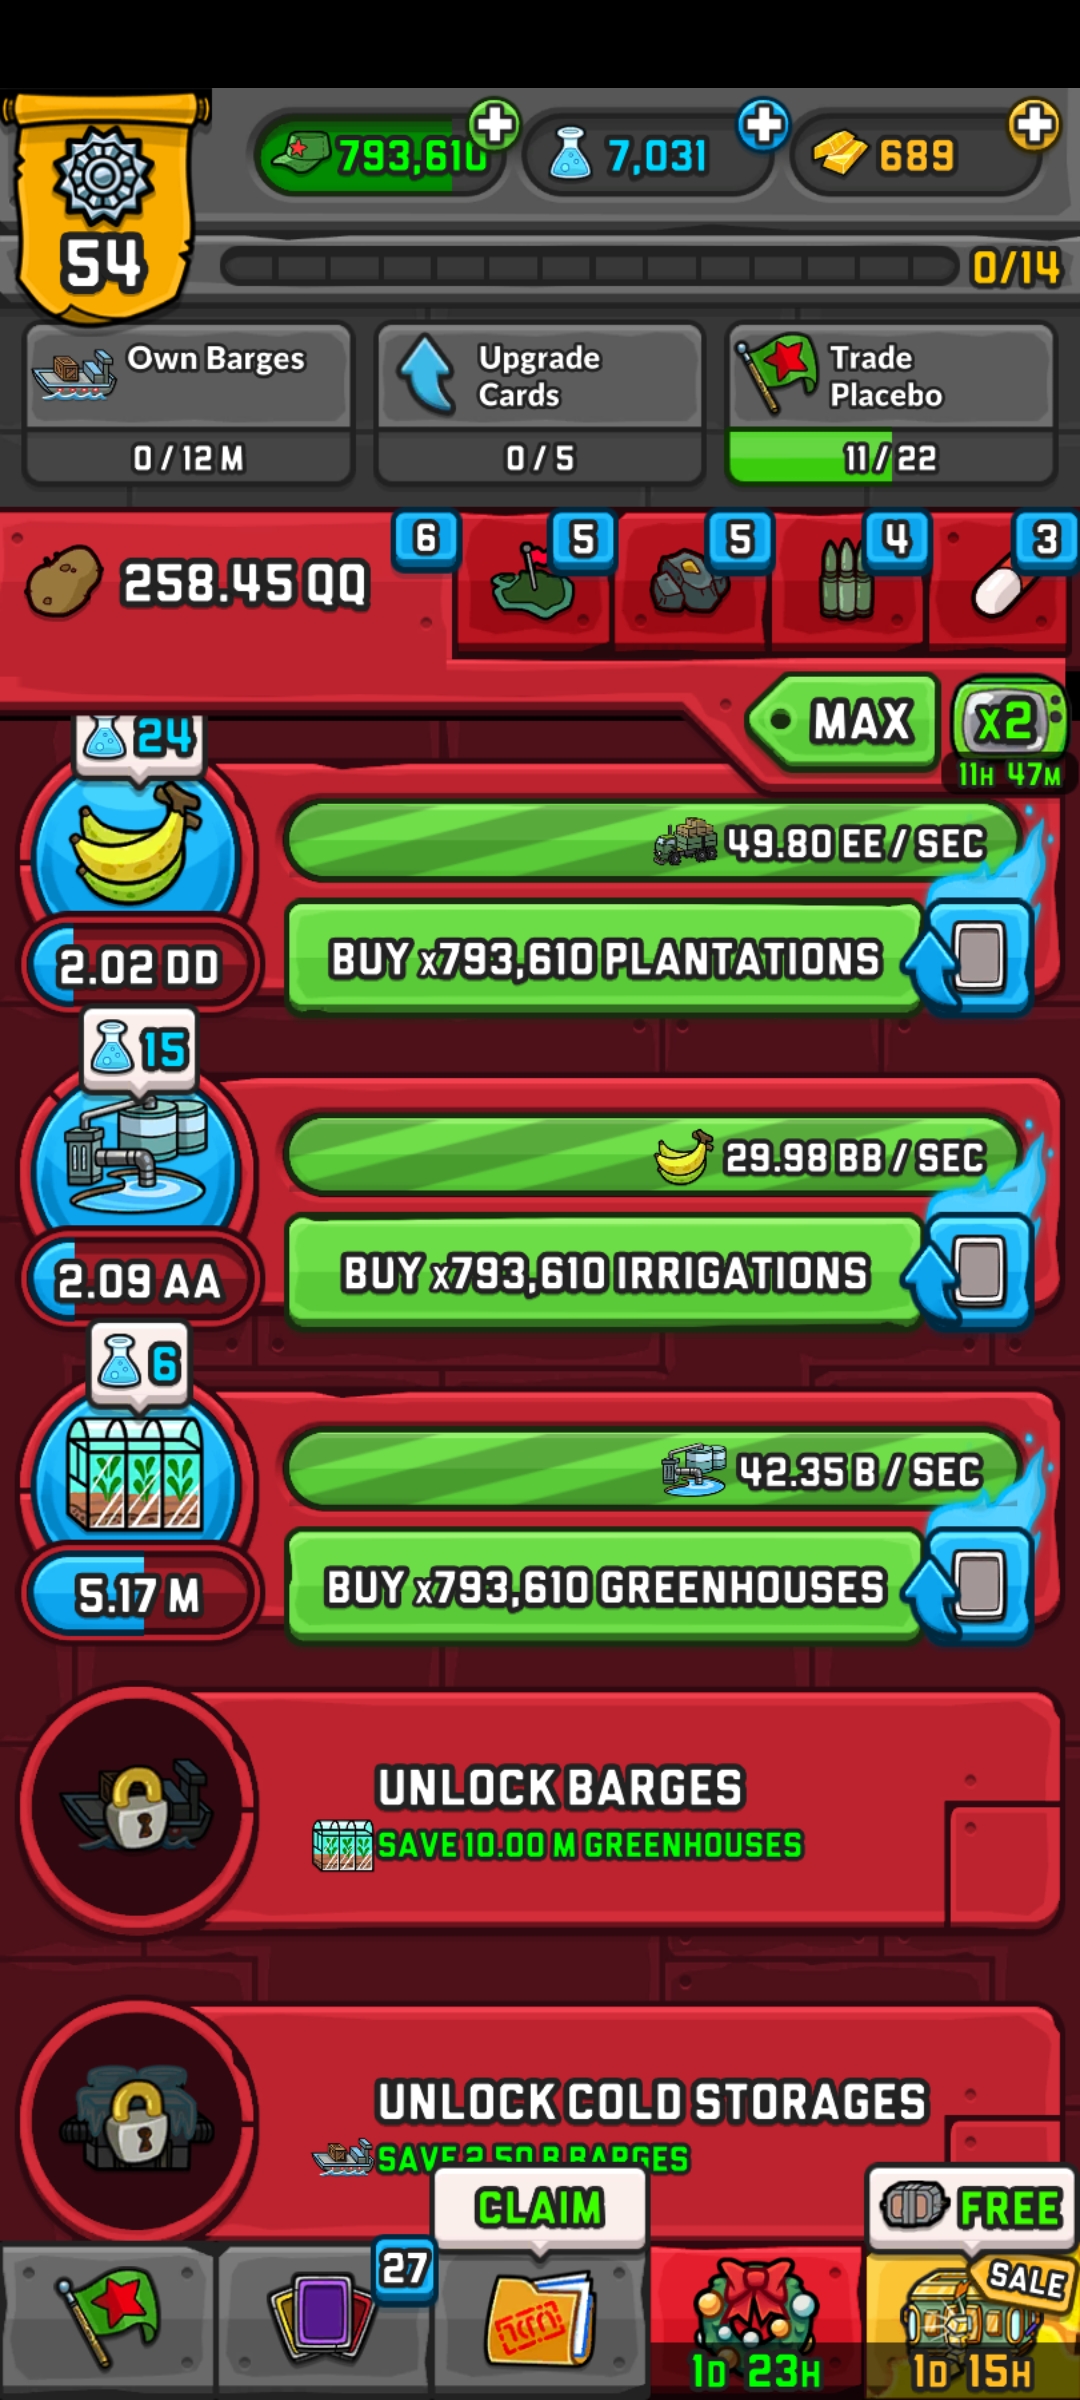 793,610
7,031
689
54
0/14
Own Barges
0 / 12 M
Upgrade
Cards
0 / 5
Trade
Placebo
11 / 22
258.45 QQ
6
5
5
4
3
MAX
x2
11H 47M
24
49.80 EE / SEC
2.02 DD
BUY x793,610 PLANTATIONS
15
29.98 BB / SEC
2.09 AA
BUY x793,610 IRRIGATIONS
6
42.35 B / SEC
5.17 M
BUY x793,610 GREENHOUSES
UNLOCK BARGES
SAVE 10.00 M GREENHOUSES
UNLOCK COLD STORAGES
SAVE 2.50 B BARGES
CLAIM
FREE
27
SALE
1D 23H
1D 15H